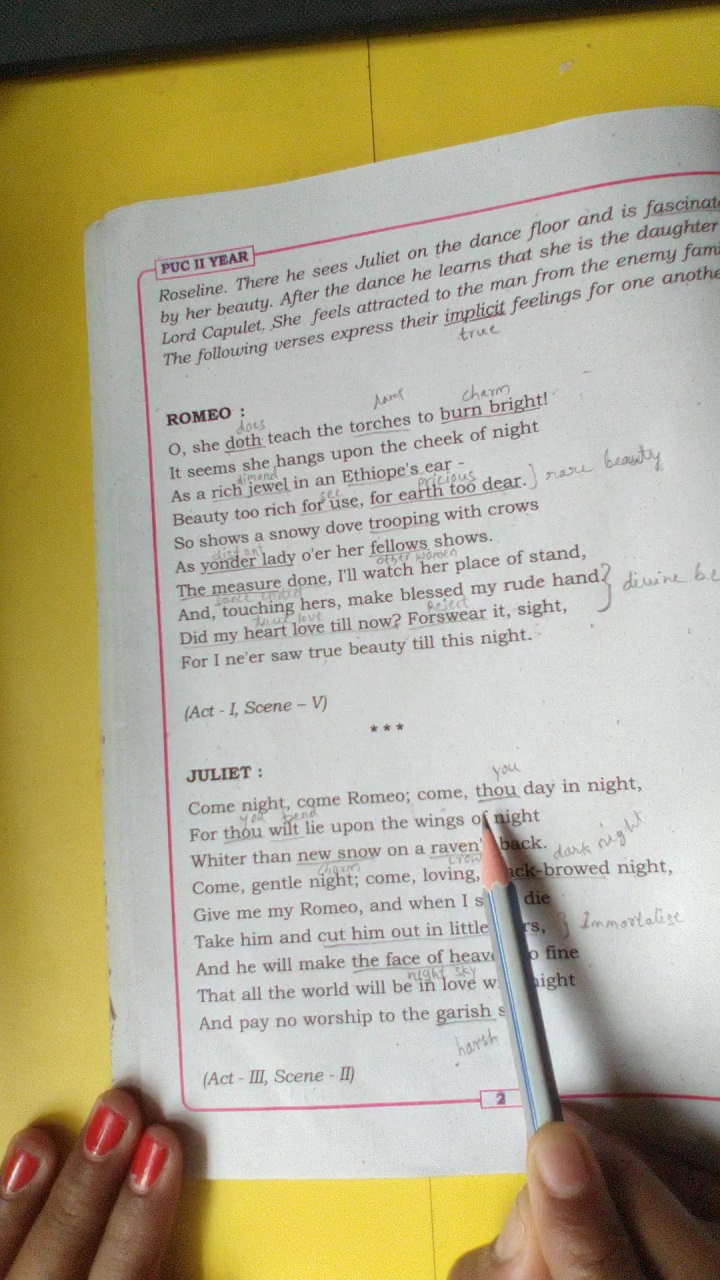 PUC II YEAR
Roseline. There he sees Juliet on the dance floor and is fascinat
by her beauty. After the dance he learns that she is the daughter
Lord Capulet. She feels attracted to the man from the enemy fam
The following verses express their implicit feelings for one anothe
true
charm
ROMEO :
does
O, she doth teach the torches to burn bright!
It seems she hangs upon the cheek of night
As a rich jewel in an Ethiope's ear -
Beauty too rich for use, for earth too dear. } rare beauty
see
So shows a snowy dove trooping with crows
distant
As yonder lady o'er her fellows shows.
other women
The measure done, I'll watch her place of stand,
And, touching hers, make blessed my rude hand } divine be
true love Reject
Did my heart love till now? Forswear it, sight,
For I ne'er saw true beauty till this night.
(Act - I, Scene – V)
***
JULIET :
you
Come night, come Romeo; come, thou day in night,
you bend
For thou wilt lie upon the wings of night
Whiter than new snow on a raven' back.
charm crow dark night
Come, gentle night; come, loving, ck-browed night,
Give me my Romeo, and when I s die
Take him and cut him out in little rs, } Immortalise
And he will make the face of heav o fine
night sky
That all the world will be in love w night
And pay no worship to the garish s
harsh
(Act - III, Scene - II)
2